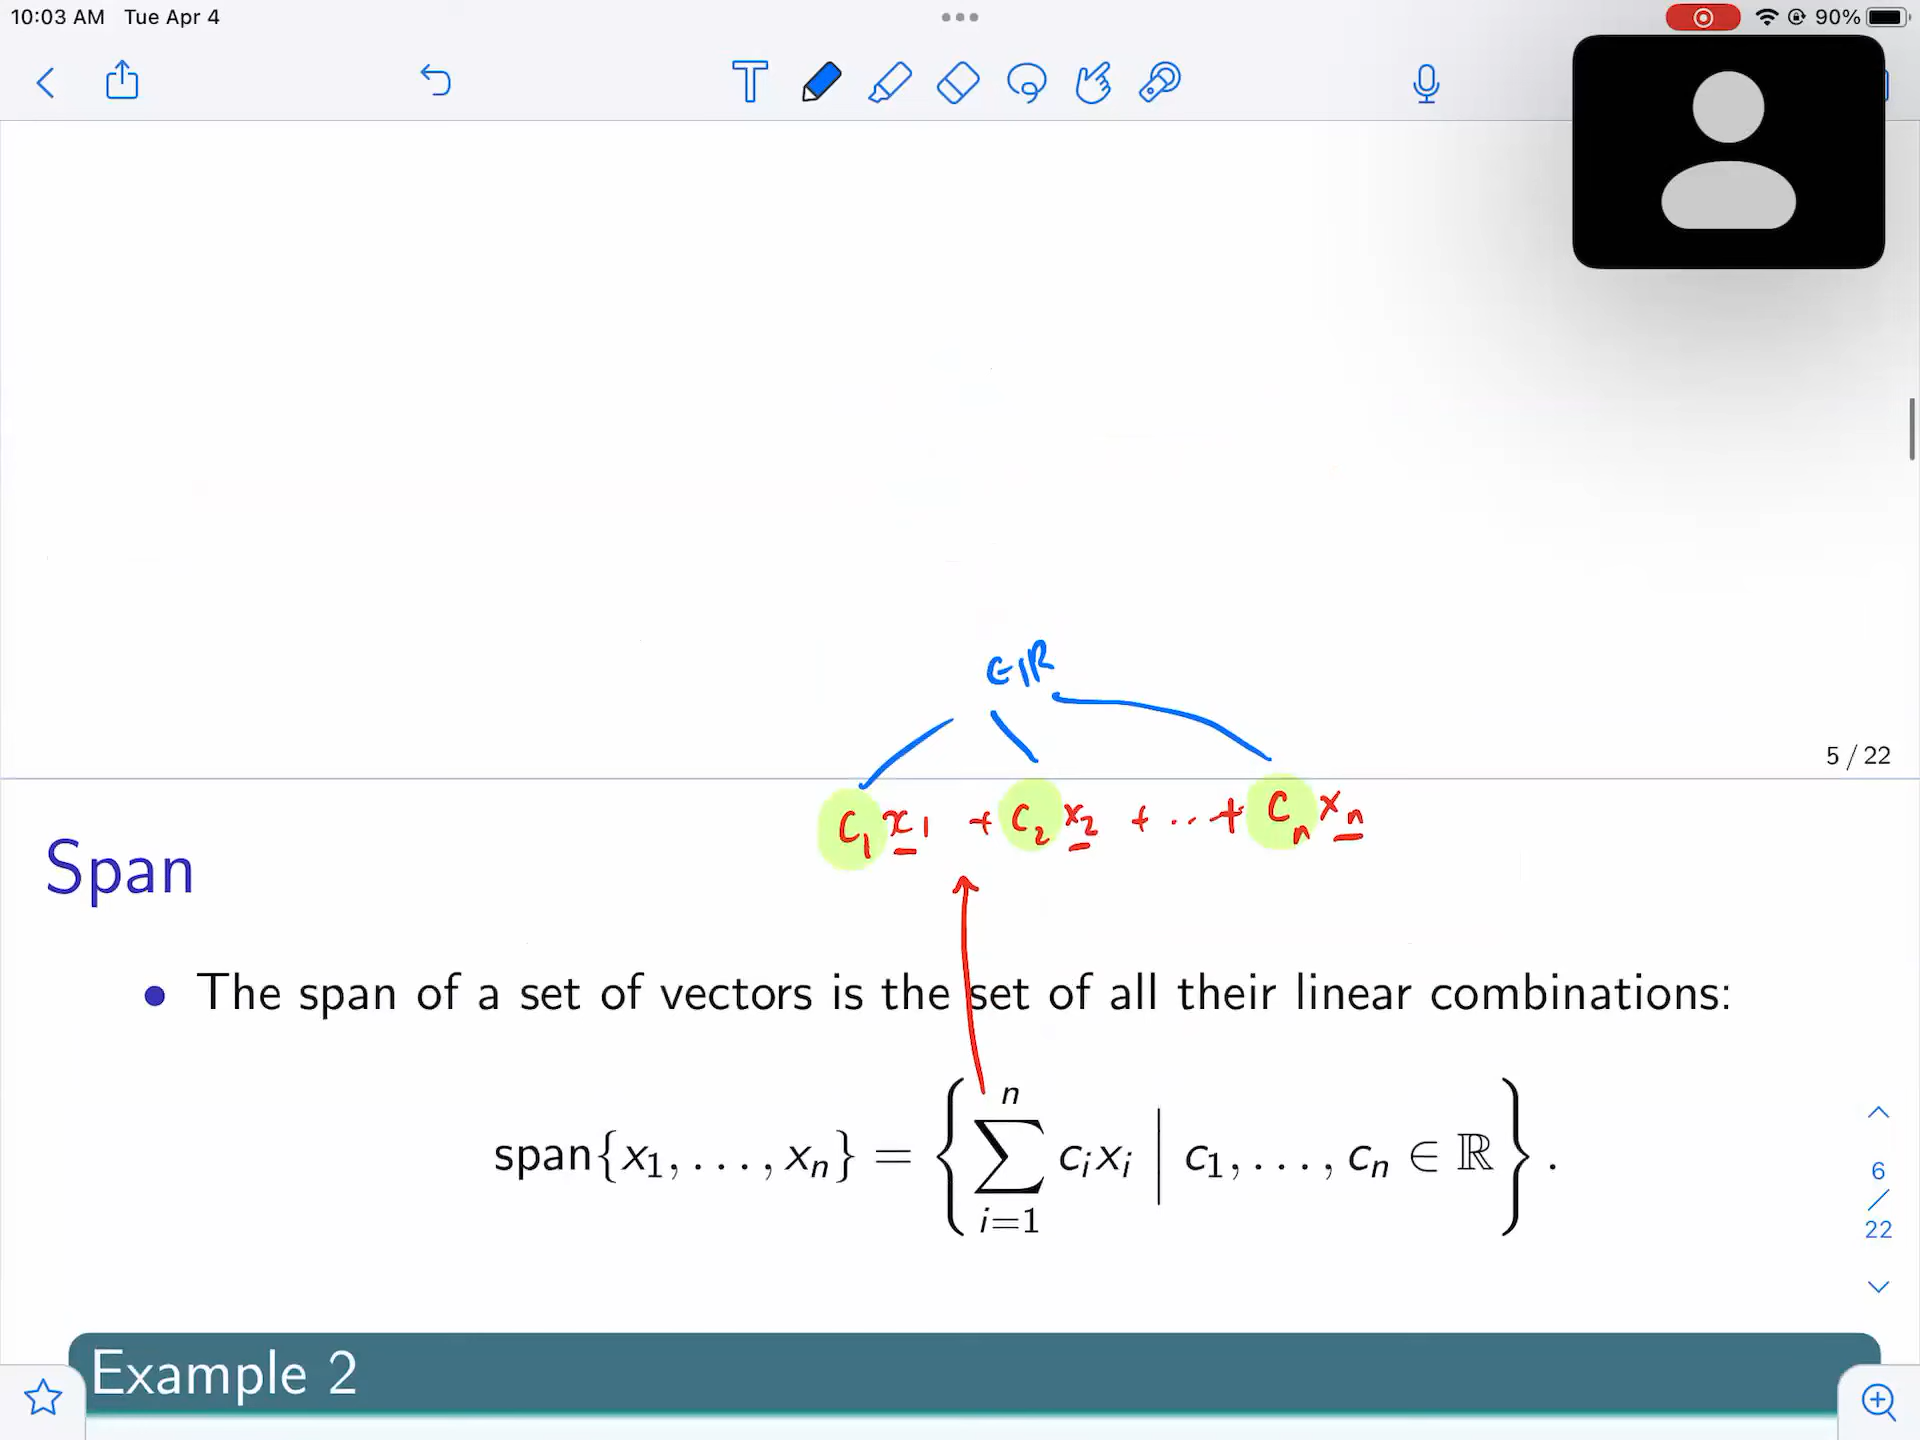 10:03 AM Tue Apr 4
90%
T
∈ ℝ
5 / 22
c₁x₁ + c₂x₂ + ... + cₙxₙ
Span
• The span of a set of vectors is the set of all their linear combinations:
span{x₁, . . . , xₙ} = { ∑ᵢ₌₁ⁿ cᵢxᵢ | c₁, . . . , cₙ ∈ ℝ } .
6 / 22
Example 2